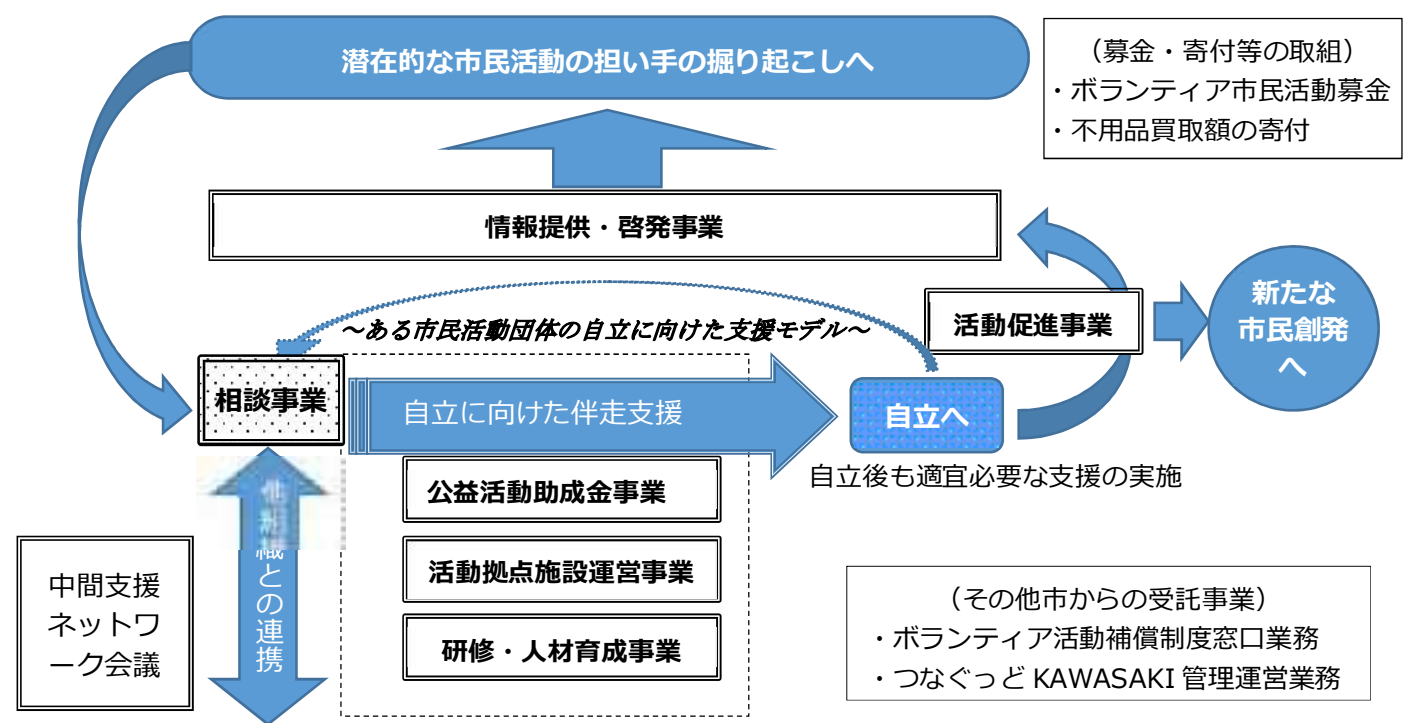 潜在的な市民活動の担い手の掘り起こしへ
（募金・寄付等の取組）
・ボランティア市民活動募金
・不用品買取額の寄付
情報提供・啓発事業
～ある市民活動団体の自立に向けた支援モデル～
活動促進事業
新たな
市民創発
へ
相談事業
自立に向けた伴走支援
自立へ
自立後も適宜必要な支援の実施
公益活動助成金事業
活動拠点施設運営事業
研修・人材育成事業
織との連携
中間支援
ネットワ
ーク会議
（その他市からの受託事業）
・ボランティア活動補償制度窓口業務
・つなぐっど KAWASAKI 管理運営業務